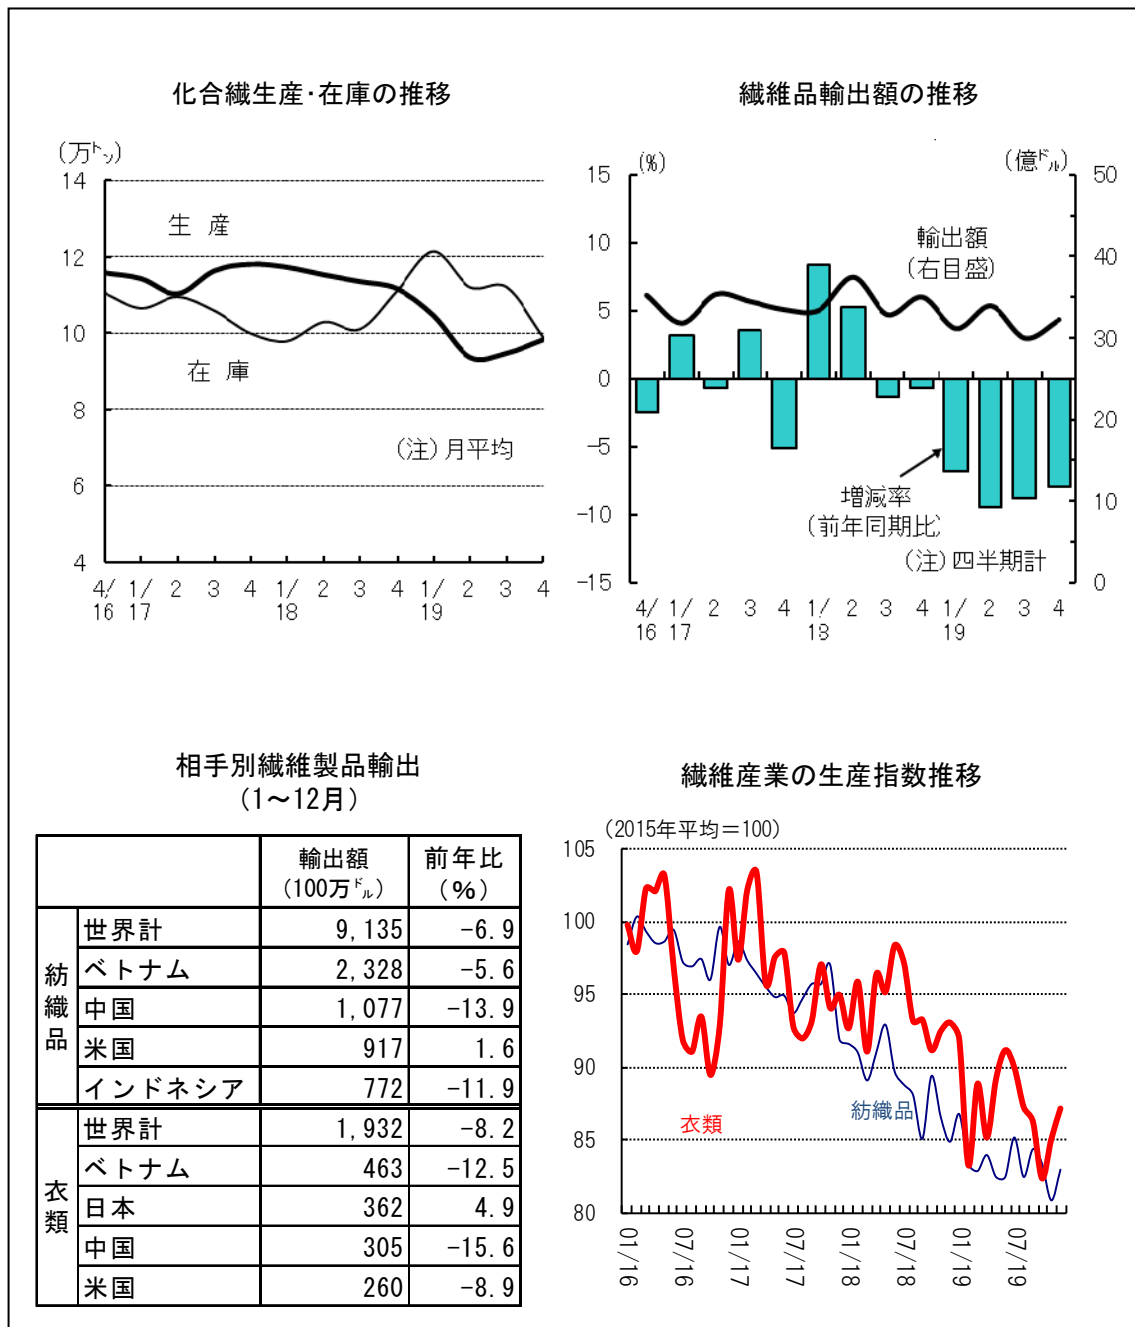 化合繊生産・在庫の推移
(万㌧)
14
12
10
8
6
4
生 産
在 庫
(注)月平均
4/ 1/ 2 3 4 1/ 2 3 4 1/ 2 3 4
16 17 18 19
繊維品輸出額の推移
(%)
(億㌦)
15
10
5
0
-5
-10
-15
50
40
30
20
10
0
輸出額
(右目盛)
増減率
(前年同期比)
(注)四半期計
4/ 1/ 2 3 4 1/ 2 3 4 1/ 2 3 4
16 17 18 19
相手別繊維製品輸出
(1～12月)
輸出額 前年比
(100万㌦) (%)
紡織品
世界計 9,135 -6.9
ベトナム 2,328 -5.6
中国 1,077 -13.9
米国 917 1.6
インドネシア 772 -11.9
衣類
世界計 1,932 -8.2
ベトナム 463 -12.5
日本 362 4.9
中国 305 -15.6
米国 260 -8.9
繊維産業の生産指数推移
(2015年平均＝100)
105
100
95
90
85
80
衣類
紡織品
01/16 07/16 01/17 07/17 01/18 07/18 01/19 07/19